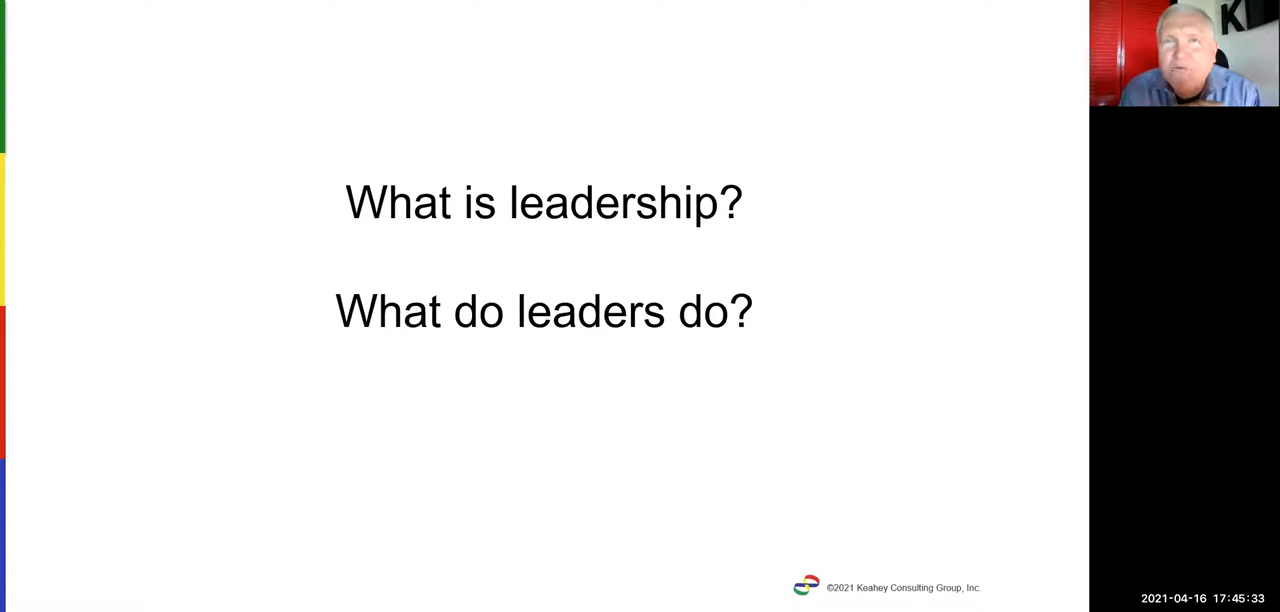 What is leadership?
What do leaders do?
©2021 Keahey Consulting Group, Inc.
K
2021-04-16 17:45:33